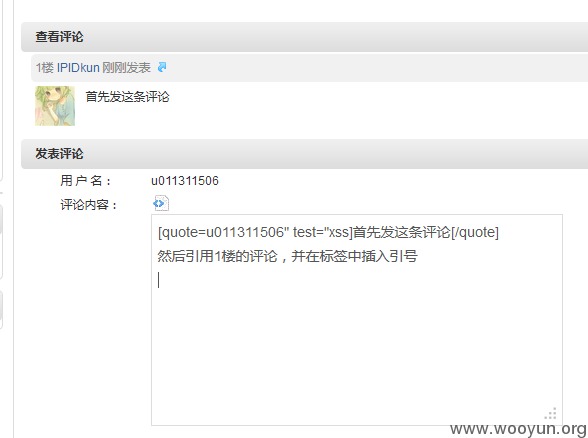 查看评论
1楼 IPIDkun 刚刚发表
首先发这条评论
发表评论
用 户 名：	u011311506
评论内容：
[quote=u011311506" test="xss]首先发这条评论[/quote]
然后引用1楼的评论，并在标签中插入引号
www.wooyun.org